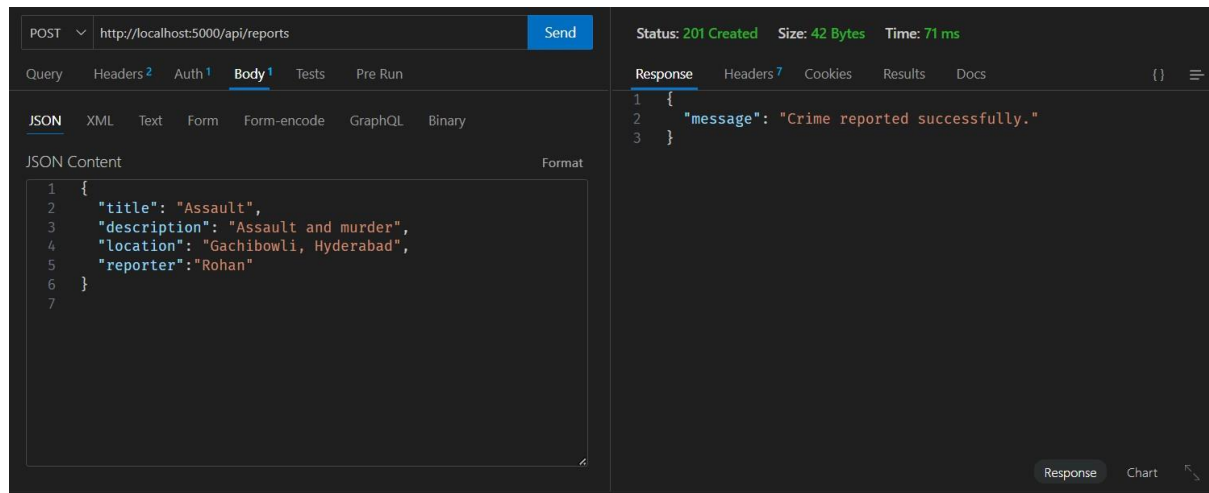 POST http://localhost:5000/api/reports Send
Query Headers 2 Auth 1 Body 1 Tests Pre Run
JSON XML Text Form Form-encode GraphQL Binary
JSON Content Format
1 {
2 "title": "Assault",
3 "description": "Assault and murder",
4 "location": "Gachibowli, Hyderabad",
5 "reporter":"Rohan"
6 }
7
Status: 201 Created Size: 42 Bytes Time: 71 ms
Response Headers 7 Cookies Results Docs {}
1 {
2 "message": "Crime reported successfully."
3 }
Response Chart